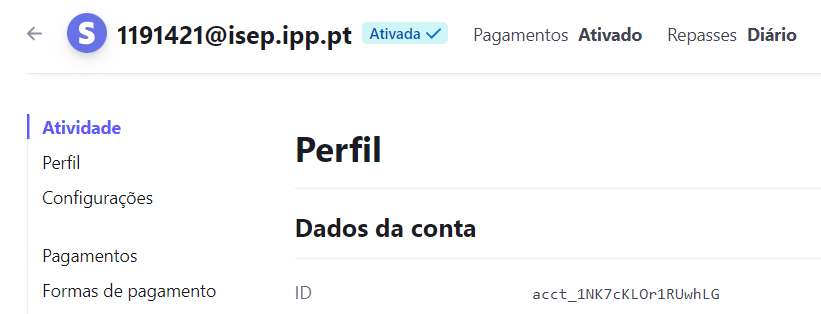 ← S 1191421@isep.ipp.pt Ativada ✓ Pagamentos Ativado Repasses Diário
Atividade
Perfil
Configurações
Pagamentos
Formas de pagamento
Perfil
Dados da conta
ID acct_1NK7cKLOr1RUwhLG